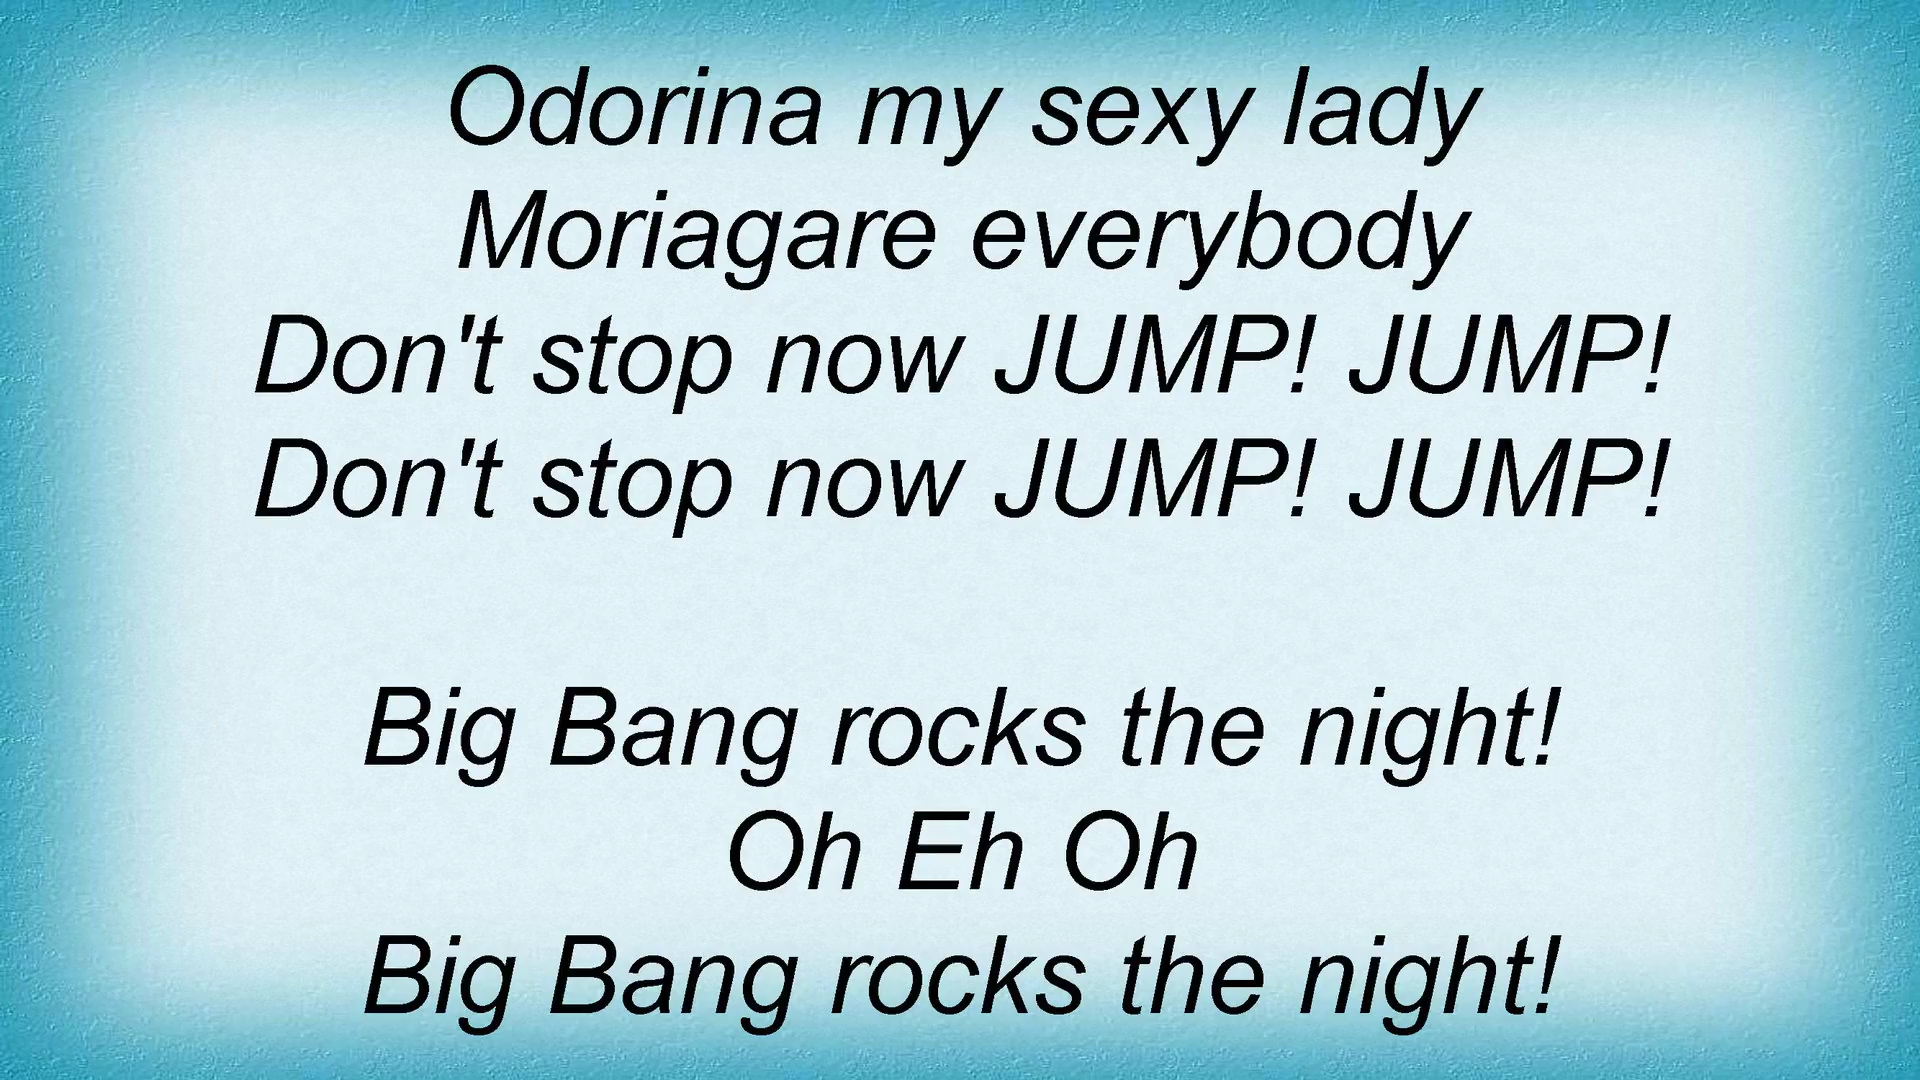 Odorina my sexy lady
Moriagare everybody
Don't stop now JUMP! JUMP!
Don't stop now JUMP! JUMP!
Big Bang rocks the night!
Oh Eh Oh
Big Bang rocks the night!